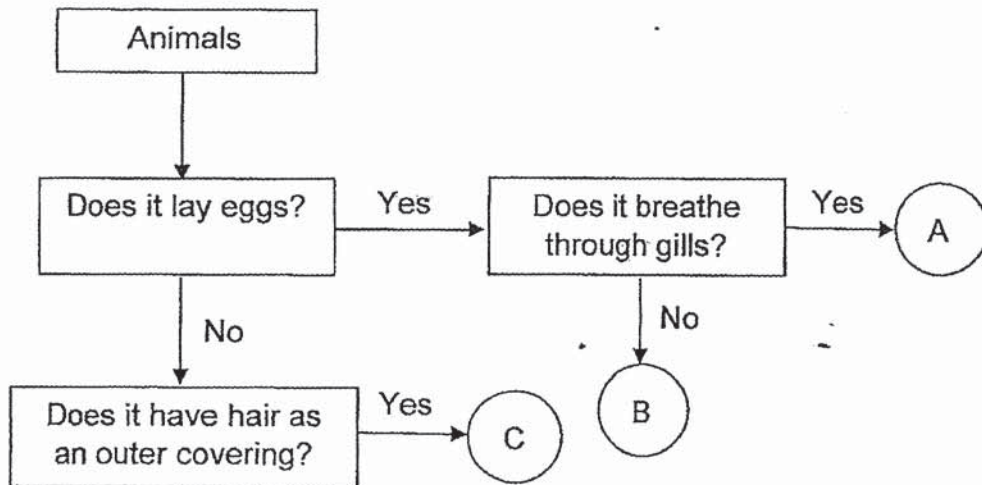 Animals
Does it lay eggs?
Yes
Does it breathe
through gills?
Yes
A
No
No
B
Does it have hair as
an outer covering?
Yes
C